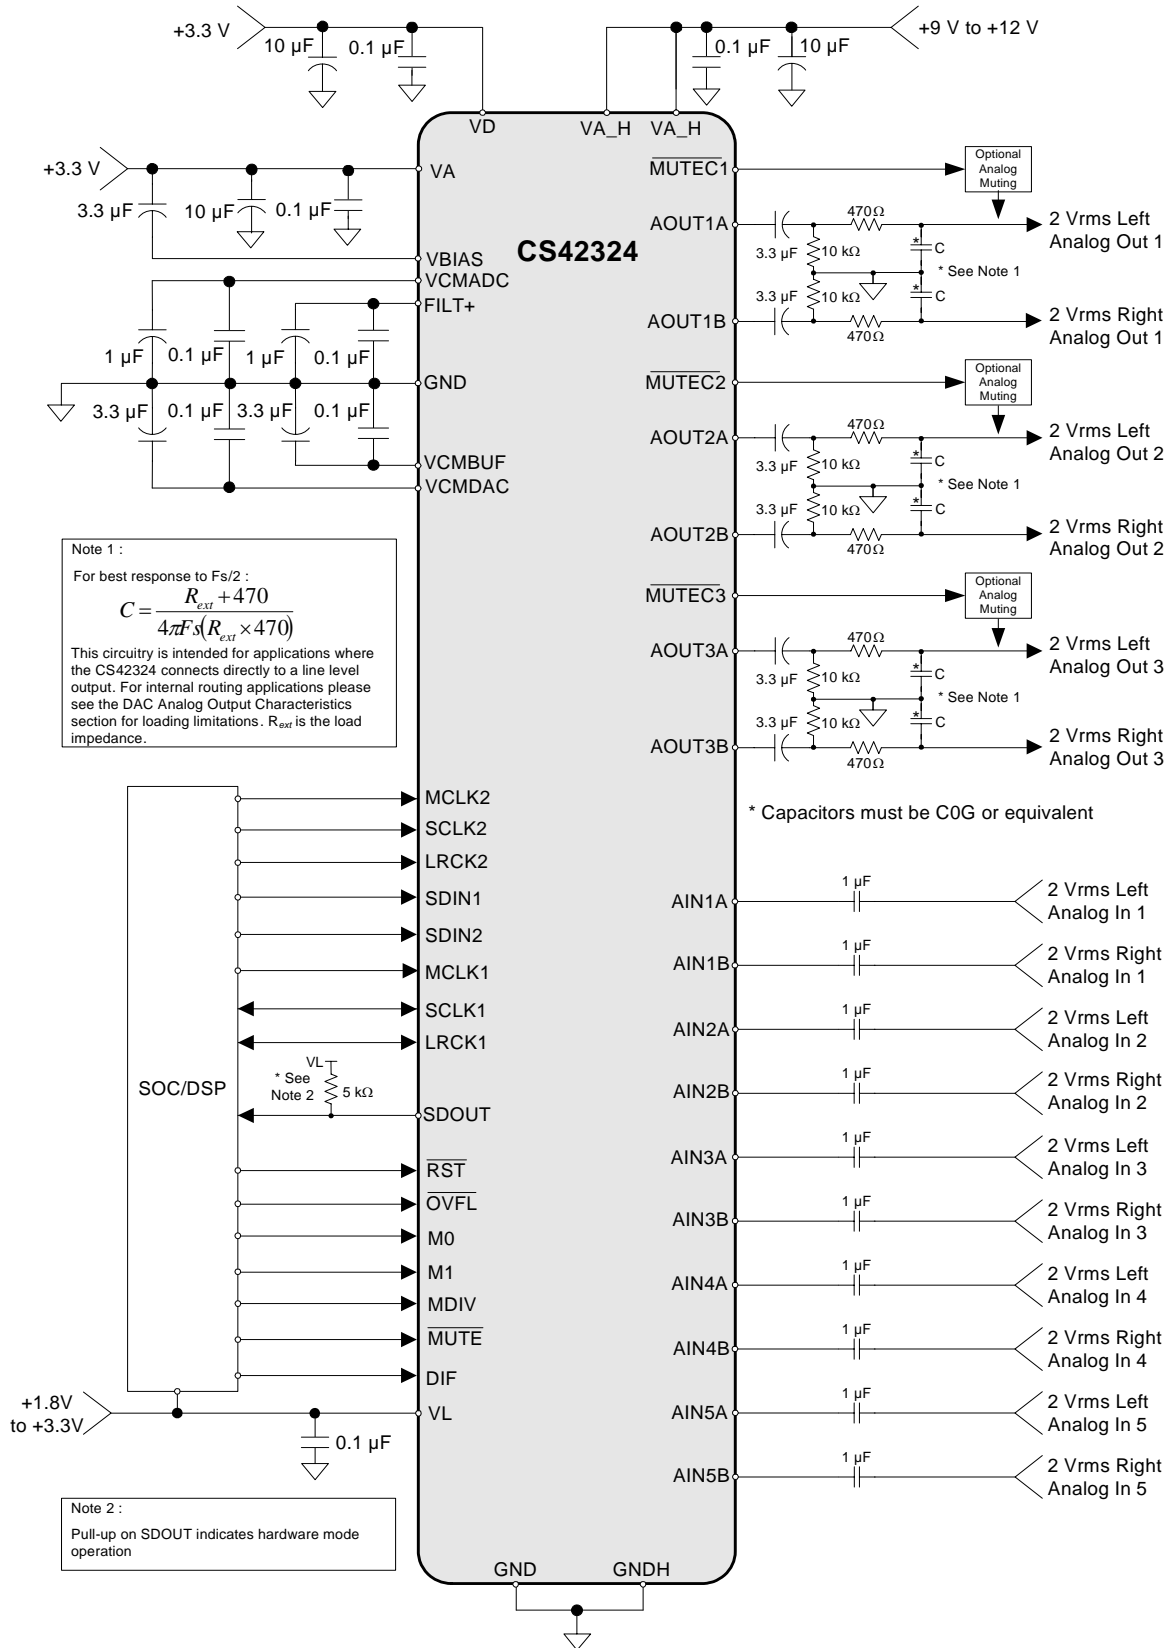 +3.3 V
10 µF
0.1 µF
0.1 µF
10 µF
+9 V to +12 V
VD
VA_H
VA_H
+3.3 V
VA
3.3 µF
10 µF
0.1 µF
VBIAS
VCMADC
FILT+
1 µF
0.1 µF
1 µF
0.1 µF
GND
3.3 µF
0.1 µF
3.3 µF
0.1 µF
VCMBUF
VCMDAC
CS42324
MUTEC1
Optional
Analog
Muting
AOUT1A
3.3 µF
470Ω
10 kΩ
C
*
2 Vrms Left
Analog Out 1
* See Note 1
AOUT1B
3.3 µF
10 kΩ
470Ω
*
C
2 Vrms Right
Analog Out 1
MUTEC2
Optional
Analog
Muting
AOUT2A
3.3 µF
470Ω
10 kΩ
C
*
2 Vrms Left
Analog Out 2
* See Note 1
AOUT2B
3.3 µF
10 kΩ
470Ω
*
C
2 Vrms Right
Analog Out 2
MUTEC3
Optional
Analog
Muting
AOUT3A
3.3 µF
470Ω
10 kΩ
C
*
2 Vrms Left
Analog Out 3
* See Note 1
AOUT3B
3.3 µF
10 kΩ
470Ω
*
C
2 Vrms Right
Analog Out 3
* Capacitors must be C0G or equivalent
Note 1 :
For best response to Fs/2 :
C = (R_ext + 470) / (4πFs(R_ext × 470))
This circuitry is intended for applications where
the CS42324 connects directly to a line level
output. For internal routing applications please
see the DAC Analog Output Characteristics
section for loading limitations. Rext is the load
impedance.
SOC/DSP
MCLK2
SCLK2
LRCK2
SDIN1
SDIN2
MCLK1
SCLK1
LRCK1
VL
* See
Note 2
5 kΩ
SDOUT
RST
OVFL
M0
M1
MDIV
MUTE
DIF
+1.8V
to +3.3V
VL
0.1 µF
AIN1A
1 µF
2 Vrms Left
Analog In 1
AIN1B
1 µF
2 Vrms Right
Analog In 1
AIN2A
1 µF
2 Vrms Left
Analog In 2
AIN2B
1 µF
2 Vrms Right
Analog In 2
AIN3A
1 µF
2 Vrms Left
Analog In 3
AIN3B
1 µF
2 Vrms Right
Analog In 3
AIN4A
1 µF
2 Vrms Left
Analog In 4
AIN4B
1 µF
2 Vrms Right
Analog In 4
AIN5A
1 µF
2 Vrms Left
Analog In 5
AIN5B
1 µF
2 Vrms Right
Analog In 5
Note 2 :
Pull-up on SDOUT indicates hardware mode
operation
GND
GNDH